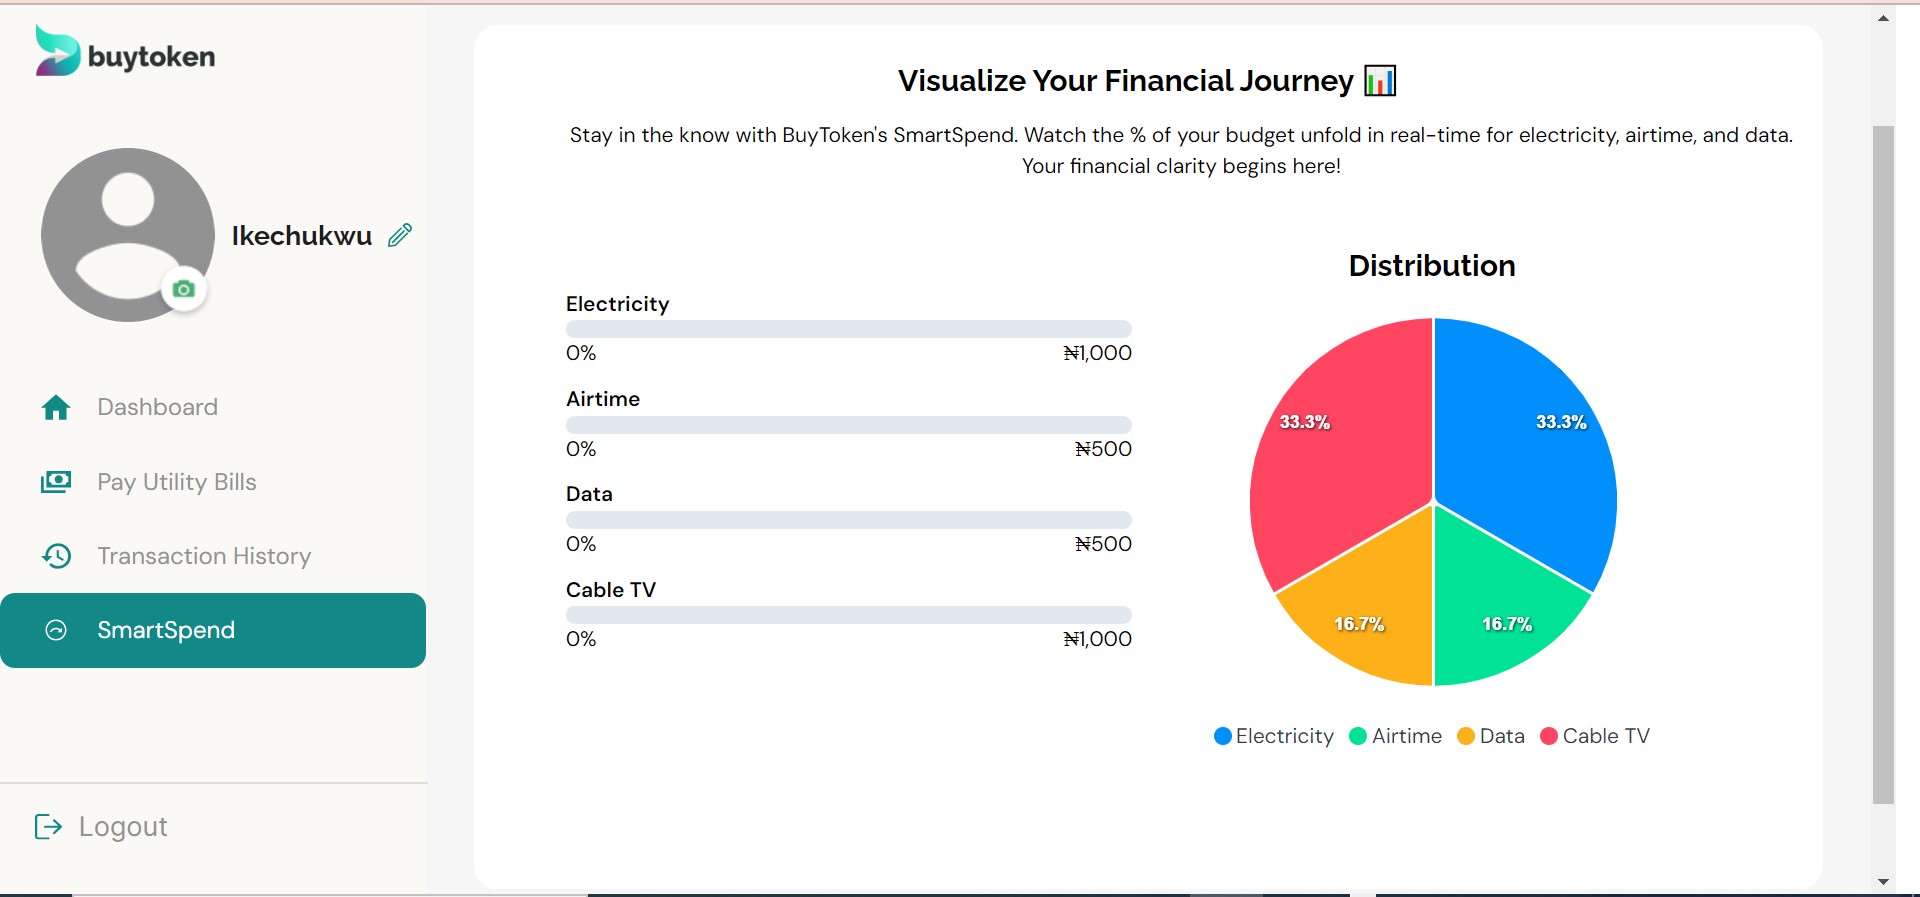 buytoken
Ikechukwu
Dashboard
Pay Utility Bills
Transaction History
SmartSpend
Logout
Visualize Your Financial Journey 📊
Stay in the know with BuyToken's SmartSpend. Watch the % of your budget unfold in real-time for electricity, airtime, and data.
Your financial clarity begins here!
Electricity
0% ₦1,000
Airtime
0% ₦500
Data
0% ₦500
Cable TV
0% ₦1,000
Distribution
33.3% 33.3%
16.7% 16.7%
Electricity Airtime Data Cable TV